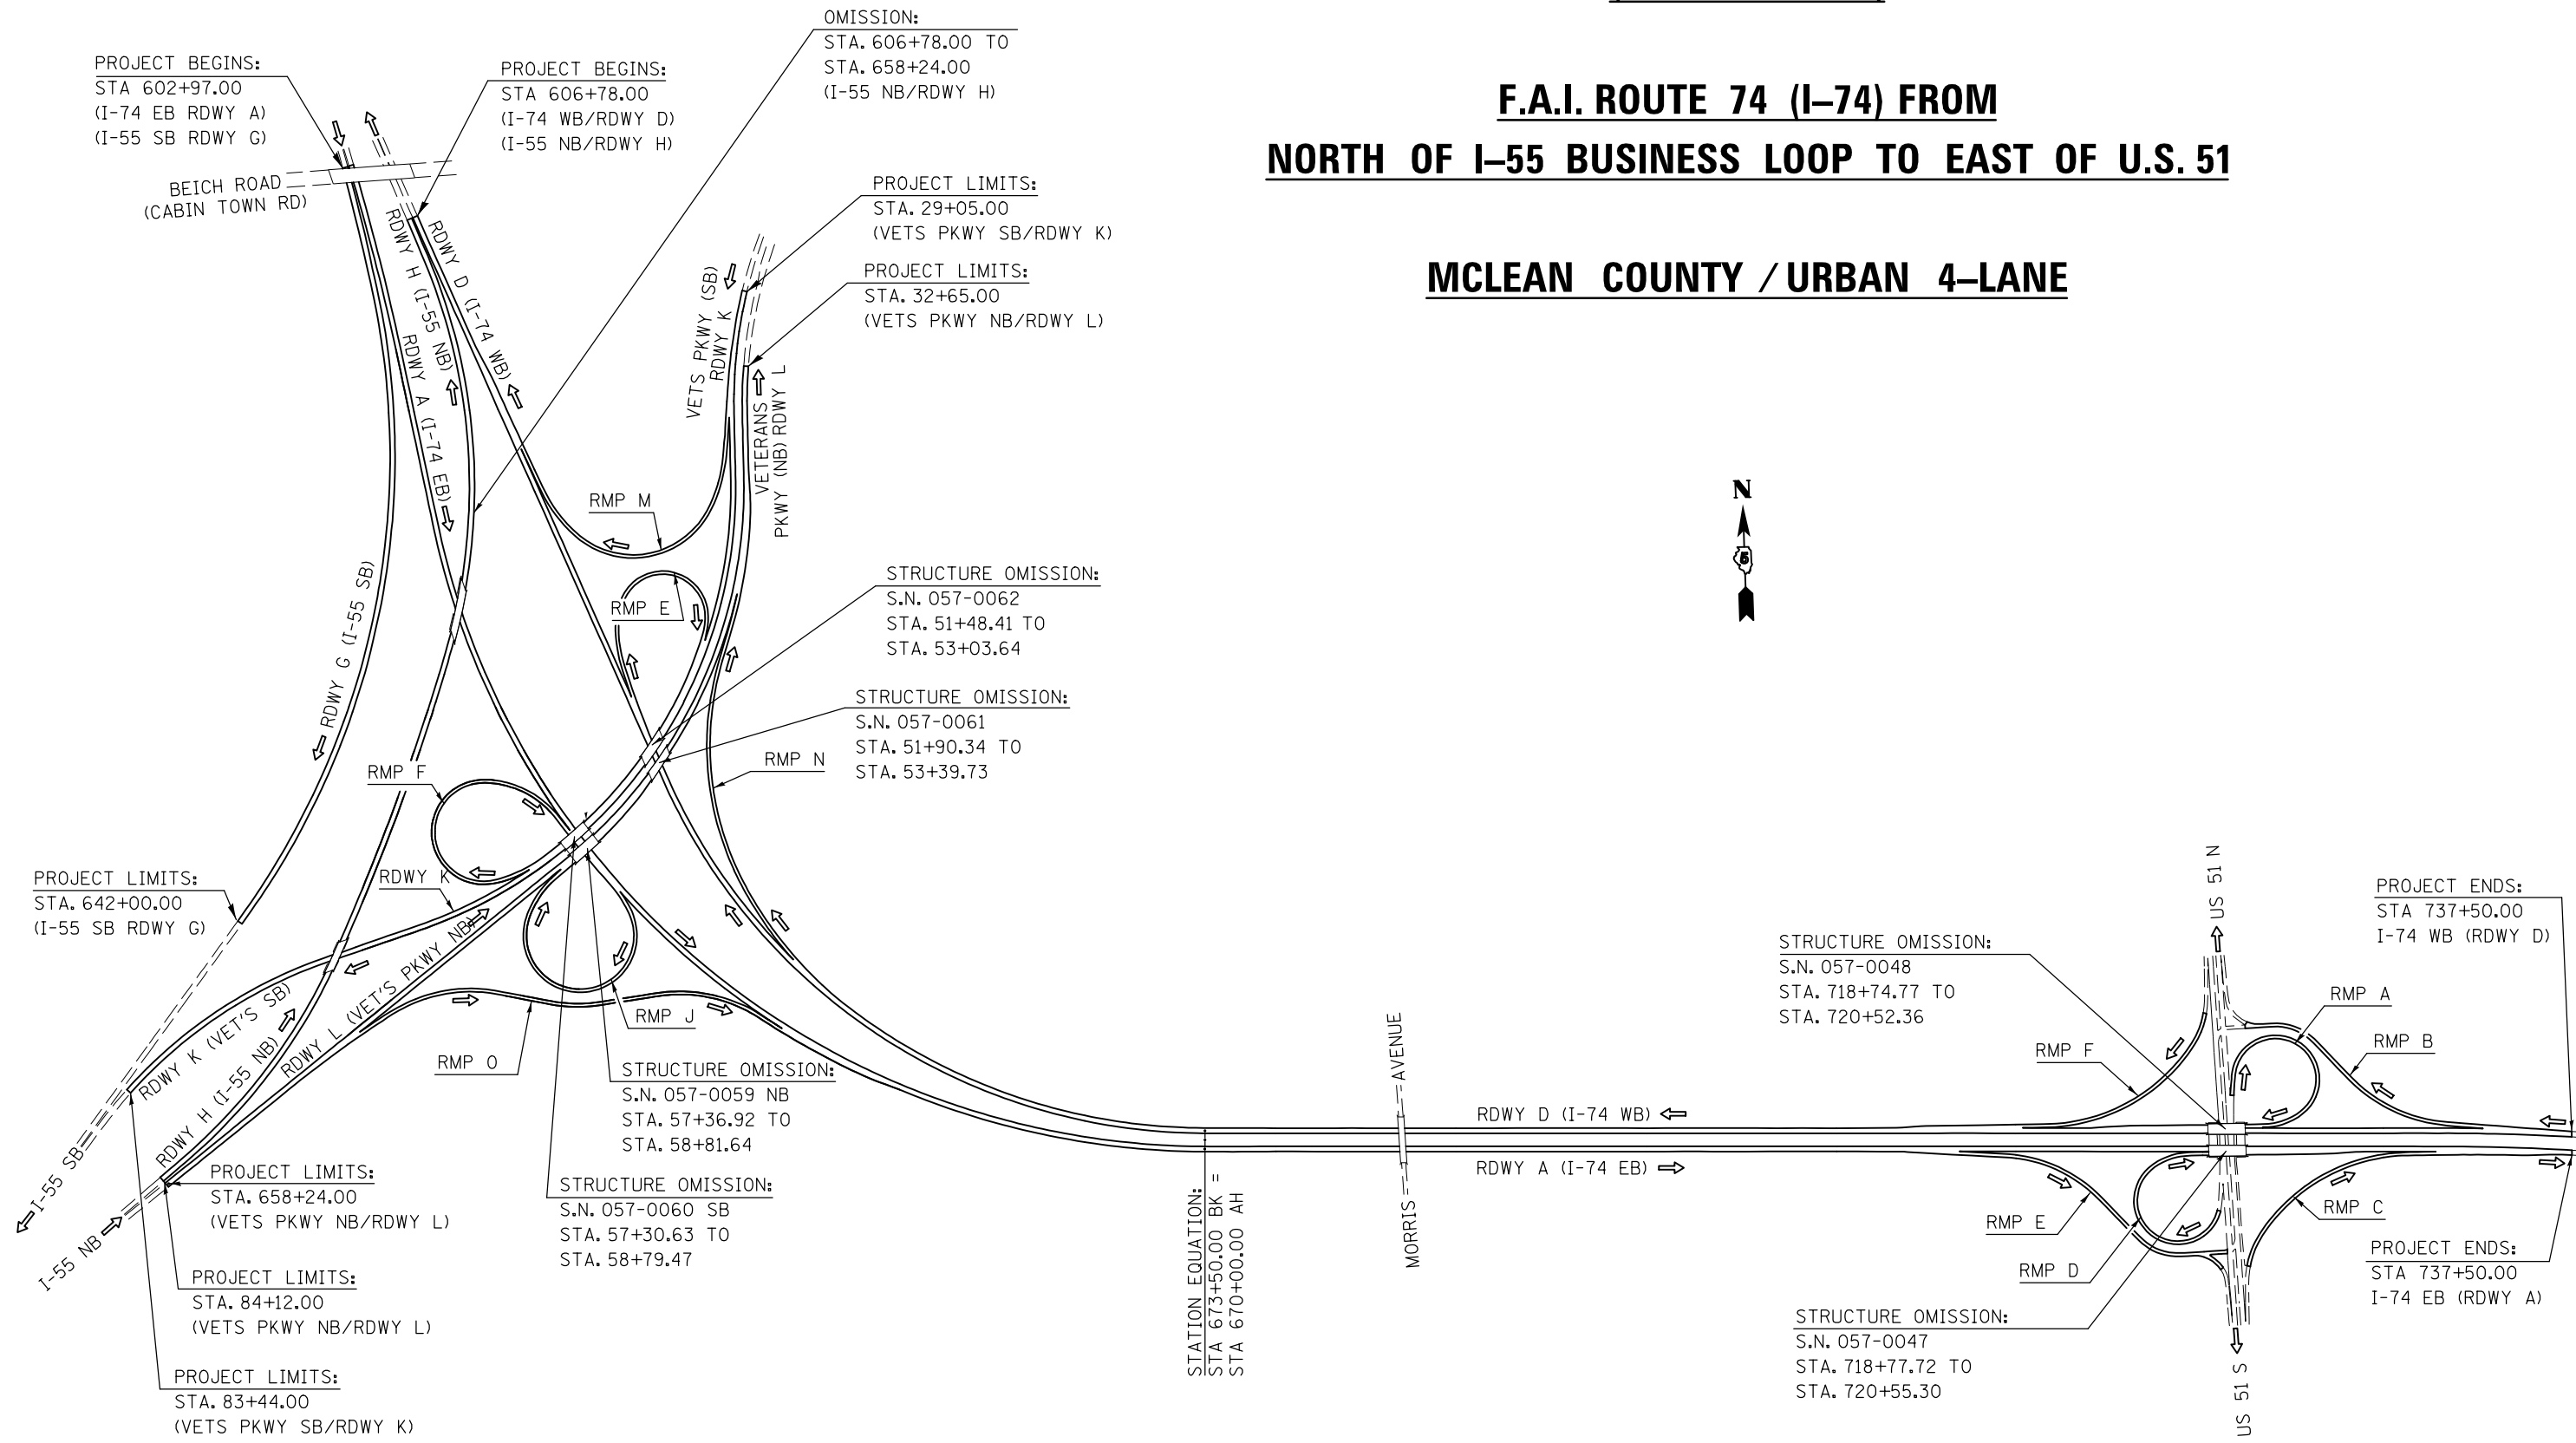 F.A.I. ROUTE 74 (I–74) FROM
NORTH OF I–55 BUSINESS LOOP TO EAST OF U.S. 51
MCLEAN COUNTY / URBAN 4–LANE
OMISSION:
STA. 606+78.00 TO
STA. 658+24.00
(I-55 NB/RDWY H)
PROJECT BEGINS:
STA 602+97.00
(I-74 EB RDWY A)
(I-55 SB RDWY G)
PROJECT BEGINS:
STA 606+78.00
(I-74 WB/RDWY D)
(I-55 NB/RDWY H)
BEICH ROAD
(CABIN TOWN RD)
PROJECT LIMITS:
STA. 29+05.00
(VETS PKWY SB/RDWY K)
PROJECT LIMITS:
STA. 32+65.00
(VETS PKWY NB/RDWY L)
RDWY H (I-55 NB)
RDWY D (I-74 WB)
RDWY A (I-74 EB)
VETS PKWY (SB)
RDWY K
VETERANS
PKWY (NB) RDWY L
RMP M
RMP E
N
5
STRUCTURE OMISSION:
S.N. 057-0062
STA. 51+48.41 TO
STA. 53+03.64
RDWY G (I-55 SB)
STRUCTURE OMISSION:
S.N. 057-0061
STA. 51+90.34 TO
STA. 53+39.73
RMP N
RMP F
RDWY K
PROJECT LIMITS:
STA. 642+00.00
(I-55 SB RDWY G)
RDWY K (VET'S SB)
RDWY H (I-55 NB)
RDWY L (VET'S PKWY NB)
RMP J
RMP O
STRUCTURE OMISSION:
S.N. 057-0059 NB
STA. 57+36.92 TO
STA. 58+81.64
STRUCTURE OMISSION:
S.N. 057-0060 SB
STA. 57+30.63 TO
STA. 58+79.47
I-55 SB
I-55 NB
PROJECT LIMITS:
STA. 658+24.00
(VETS PKWY NB/RDWY L)
PROJECT LIMITS:
STA. 84+12.00
(VETS PKWY NB/RDWY L)
PROJECT LIMITS:
STA. 83+44.00
(VETS PKWY SB/RDWY K)
STATION EQUATION:
STA 673+50.00 BK =
STA 670+00.00 AH
MORRIS AVENUE
RDWY D (I-74 WB)
RDWY A (I-74 EB)
US 51 N
PROJECT ENDS:
STA 737+50.00
I-74 WB (RDWY D)
STRUCTURE OMISSION:
S.N. 057-0048
STA. 718+74.77 TO
STA. 720+52.36
RMP A
RMP B
RMP F
RMP E
RMP C
RMP D
PROJECT ENDS:
STA 737+50.00
I-74 EB (RDWY A)
STRUCTURE OMISSION:
S.N. 057-0047
STA. 718+77.72 TO
STA. 720+55.30
US 51 S